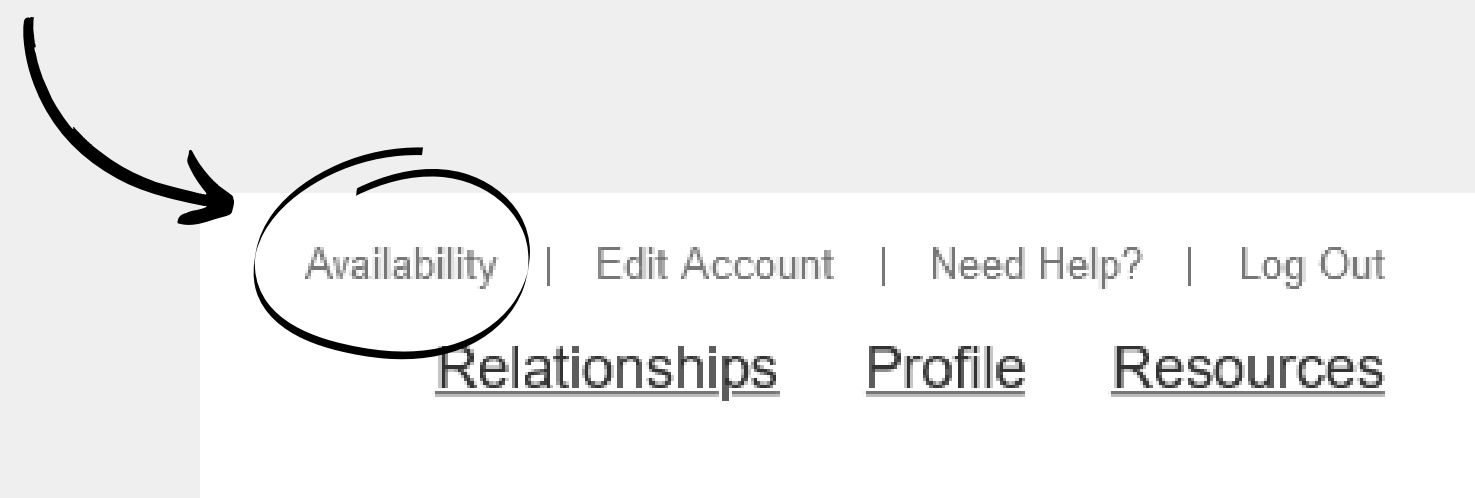 Availability | Edit Account | Need Help? | Log Out
Relationships Profile Resources